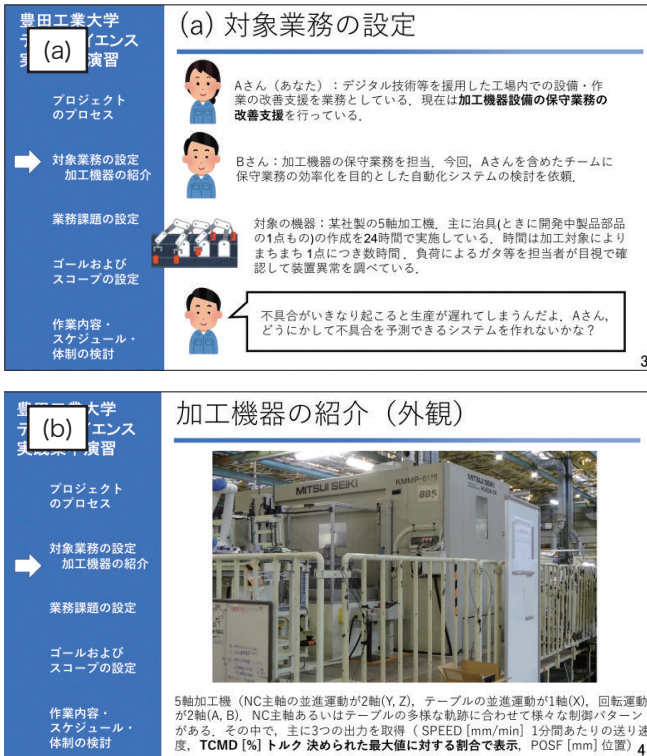 豊田工業大学
(a)
(a) 対象業務の設定
プロジェクト
のプロセス
対象業務の設定
加工機器の紹介
業務課題の設定
ゴールおよび
スコープの設定
作業内容・
スケジュール・
体制の検討
Aさん（あなた）：デジタル技術等を援用した工場内での設備・作
業の改善支援を業務としている．現在は加工機器設備の保守業務の
改善支援を行っている．
Bさん：加工機器の保守業務を担当．今回，Aさんを含めたチームに
保守業務の効率化を目的とした自動化システムの検討を依頼．
対象の機器：某社製の5軸加工機．主に治具(ときに開発中製品部品
の1点もの)の作成を24時間で実施している．時間は加工対象により
まちまち 1点につき数時間．負荷によるガタ等を担当者が目視で確
認して装置異常を調べている．
不具合がいきなり起こると生産が遅れてしまうんだよ．Aさん，
どうにかして不具合を予測できるシステムを作れないかな？
3
(b)
加工機器の紹介（外観）
プロジェクト
のプロセス
対象業務の設定
加工機器の紹介
業務課題の設定
ゴールおよび
スコープの設定
作業内容・
スケジュール・
体制の検討
MITSUI SEIKI
BBS
5軸加工機（NC主軸の並進運動が2軸(Y, Z)，テーブルの並進運動が1軸(X)，回転運動
が2軸(A, B)．NC主軸あるいはテーブルの多様な軌跡に合わせて様々な制御パターン
がある．その中で，主に3つの出力を取得（ SPEED [mm/min] 1分間あたりの送り速
度，TCMD [%] トルク 決められた最大値に対する割合で表示，POSF [mm] 位置）
4